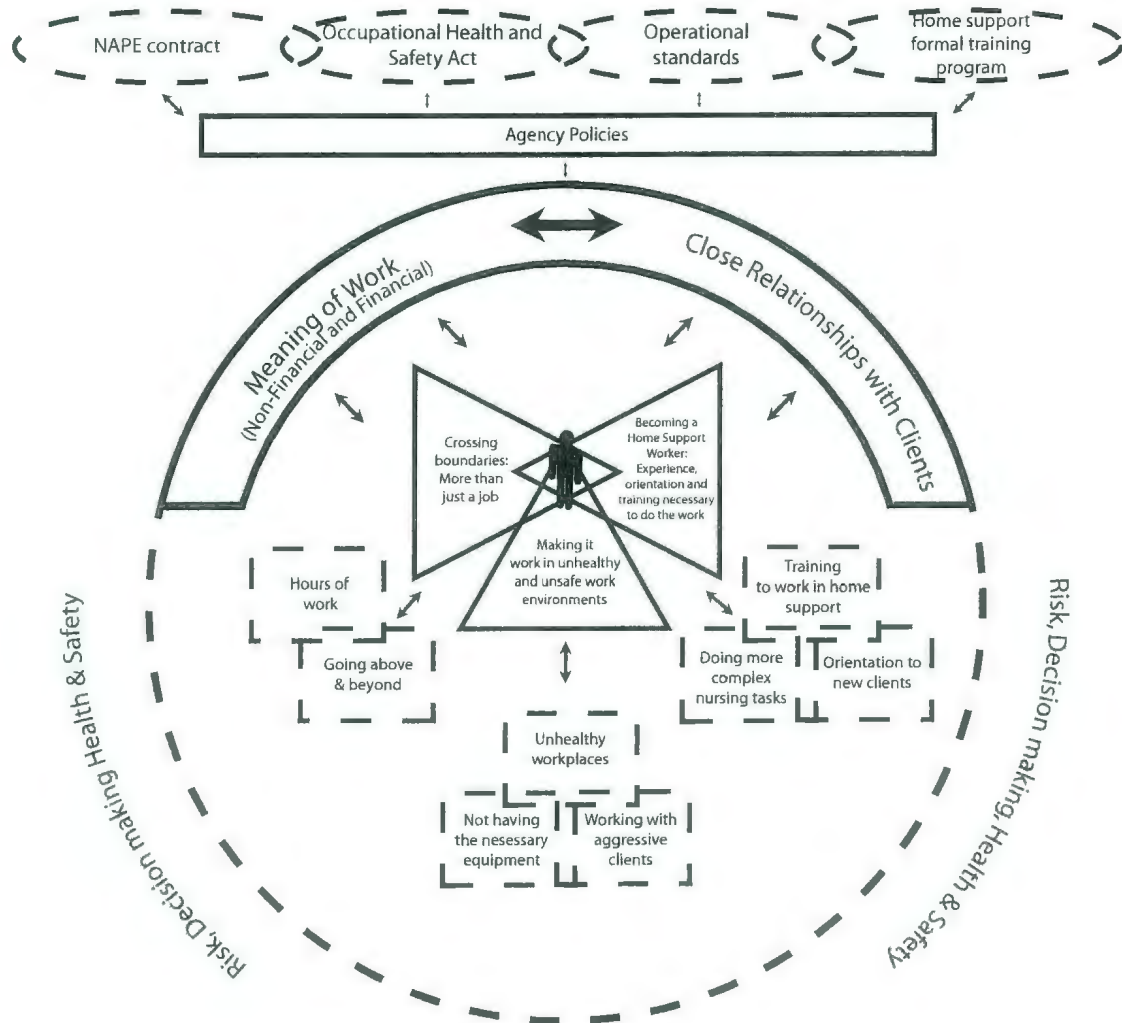 NAPE contract
Occupational Health and
Safety Act
Operational
standards
Home support
formal training
program
Agency Policies
Meaning of Work
(Non-Financial and Financial)
Close Relationships with Clients
Crossing
boundaries:
More than
just a job
Becoming a
Home Support
Worker:
Experience,
orientation and
training necessary
to do the work
Making it
work in unhealthy
and unsafe work
environments
Hours of
work
Going above
& beyond
Training
to work in home
support
Doing more
complex
nursing tasks
Orientation to
new clients
Unhealthy
workplaces
Not having
the nesessary
equipment
Working with
aggressive
clients
Risk, Decision making Health & Safety
Risk, Decision making, Health & Safety